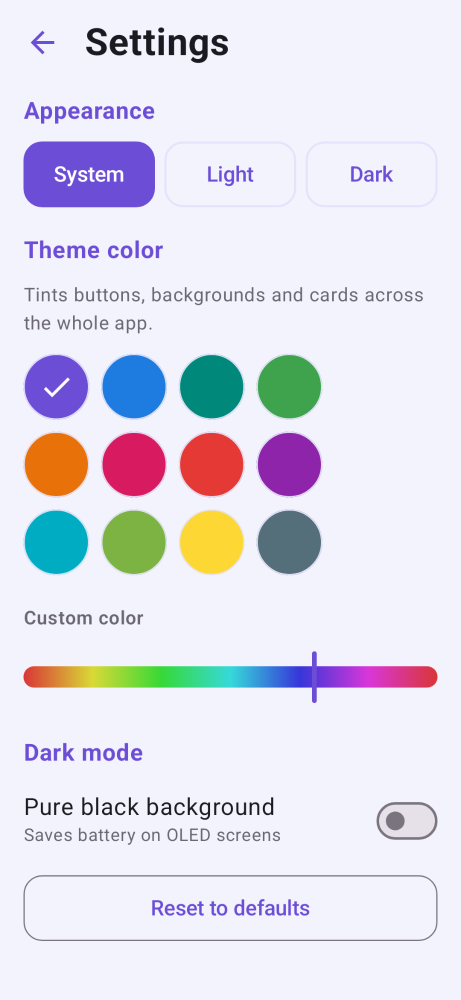 Settings
Appearance
System
Light
Dark
Theme color
Tints buttons, backgrounds and cards across
the whole app.
Custom color
Dark mode
Pure black background
Saves battery on OLED screens
Reset to defaults